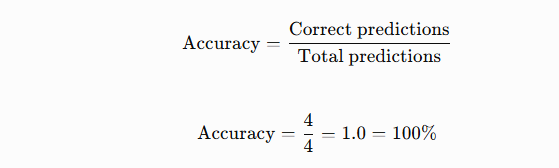 Accuracy = Correct predictions / Total predictions
Accuracy = 4/4 = 1.0 = 100%